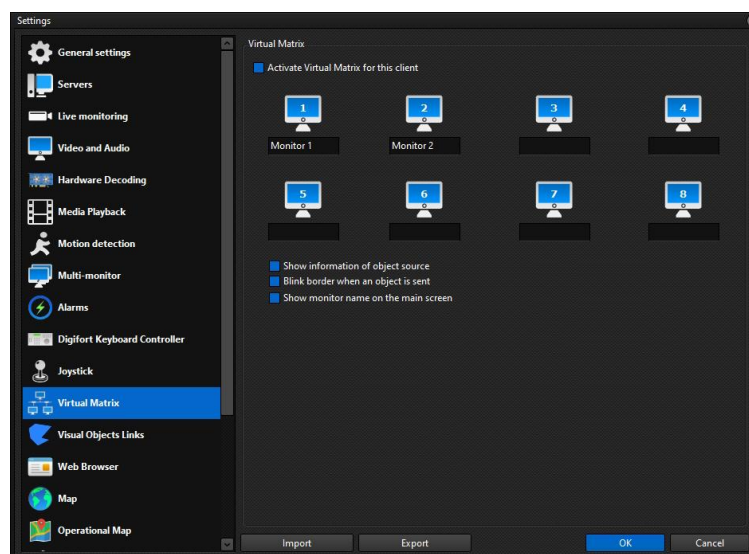 Settings
General settings
Servers
Live monitoring
Video and Audio
Hardware Decoding
Media Playback
Motion detection
Multi-monitor
Alarms
Digifort Keyboard Controller
Joystick
Virtual Matrix
Visual Objects Links
Web Browser
Map
Operational Map
Virtual Matrix
Activate Virtual Matrix for this client
1 2 3 4
Monitor 1 Monitor 2
5 6 7 8
Show information of object source
Blink border when an object is sent
Show monitor name on the main screen
Import Export OK Cancel